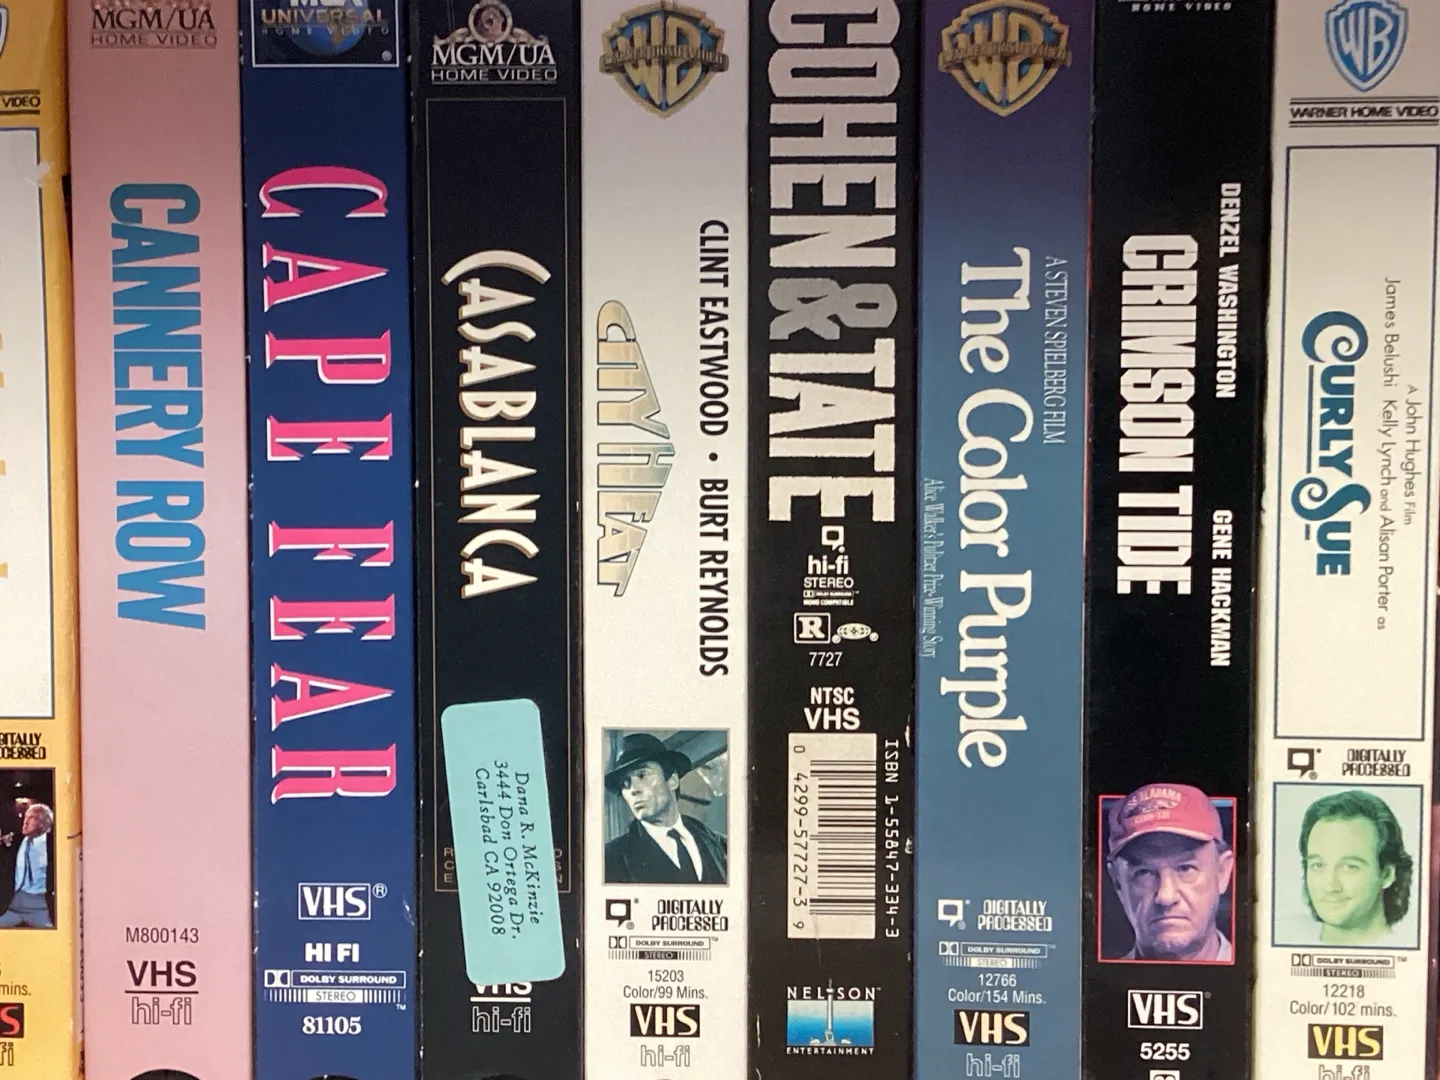 VIDEO
DIGITALLY
PROCESSED
mins.
MGM/UA
HOME VIDEO
CANNERY ROW
M800143
VHS
hi-fi
MCA
UNIVERSAL
HOME VIDEO
CAPE FEAR
VHS
HI FI
DOLBY SURROUND
STEREO
81105
MGM/UA
HOME VIDEO
CASABLANCA
Dana R. McKinzie
3444 Don Ortega Dr.
Carlsbad CA 92008
VHS
hi-fi
WARNER HOME VIDEO
CLINT EASTWOOD • BURT REYNOLDS
CITY HEAT
DIGITALLY
PROCESSED
DOLBY SURROUND
STEREO
15203
Color/99 Mins.
VHS
hi-fi
COHEN & TATE
hi-fi
STEREO
DOLBY SURROUND
MONO COMPATIBLE
R
7727
NTSC
VHS
ISBN 1-55847-334-3
0 4299-57727-3 9
NELSON
ENTERTAINMENT
A STEVEN SPIELBERG FILM
The Color Purple
Alice Walker's Pulitzer Prize-Winning Story
DIGITALLY
PROCESSED
DOLBY SURROUND
STEREO
12766
Color/154 Mins.
VHS
hi-fi
HOME VIDEO
DENZEL WASHINGTON GENE HACKMAN
CRIMSON TIDE
VHS
5255
WB
WARNER HOME VIDEO
A John Hughes Film
James Belushi Kelly Lynch and Alison Porter as
CURLY SUE
DIGITALLY
PROCESSED
DOLBY SURROUND
STEREO
12218
Color/102 mins.
VHS
hi-fi